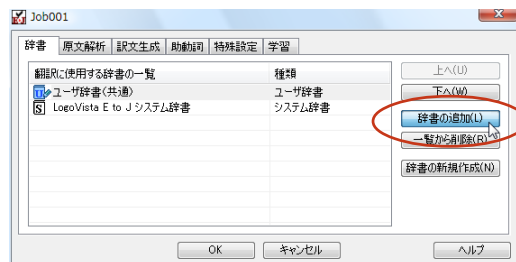 Job001
辞書 原文解析 訳文生成 助動詞 特殊設定 学習
翻訳に使用する辞書の一覧 種類
ユーザ辞書(共通) ユーザ辞書
LogoVista E to J システム辞書 システム辞書
上へ(U)
下へ(W)
辞書の追加(L)
一覧から削除(R)
辞書の新規作成(N)
OK キャンセル ヘルプ